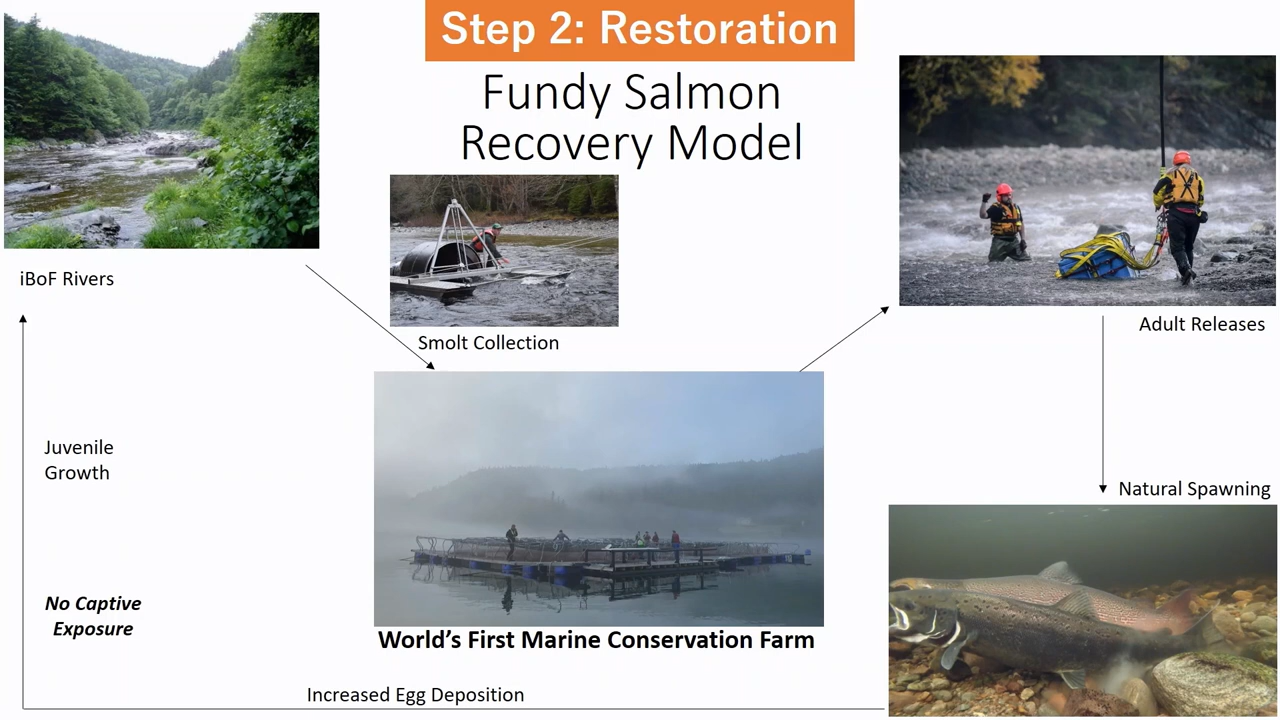 Step 2: Restoration
Fundy Salmon
Recovery Model
iBoF Rivers
Smolt Collection
Adult Releases
Juvenile
Growth
Natural Spawning
No Captive
Exposure
World's First Marine Conservation Farm
Increased Egg Deposition